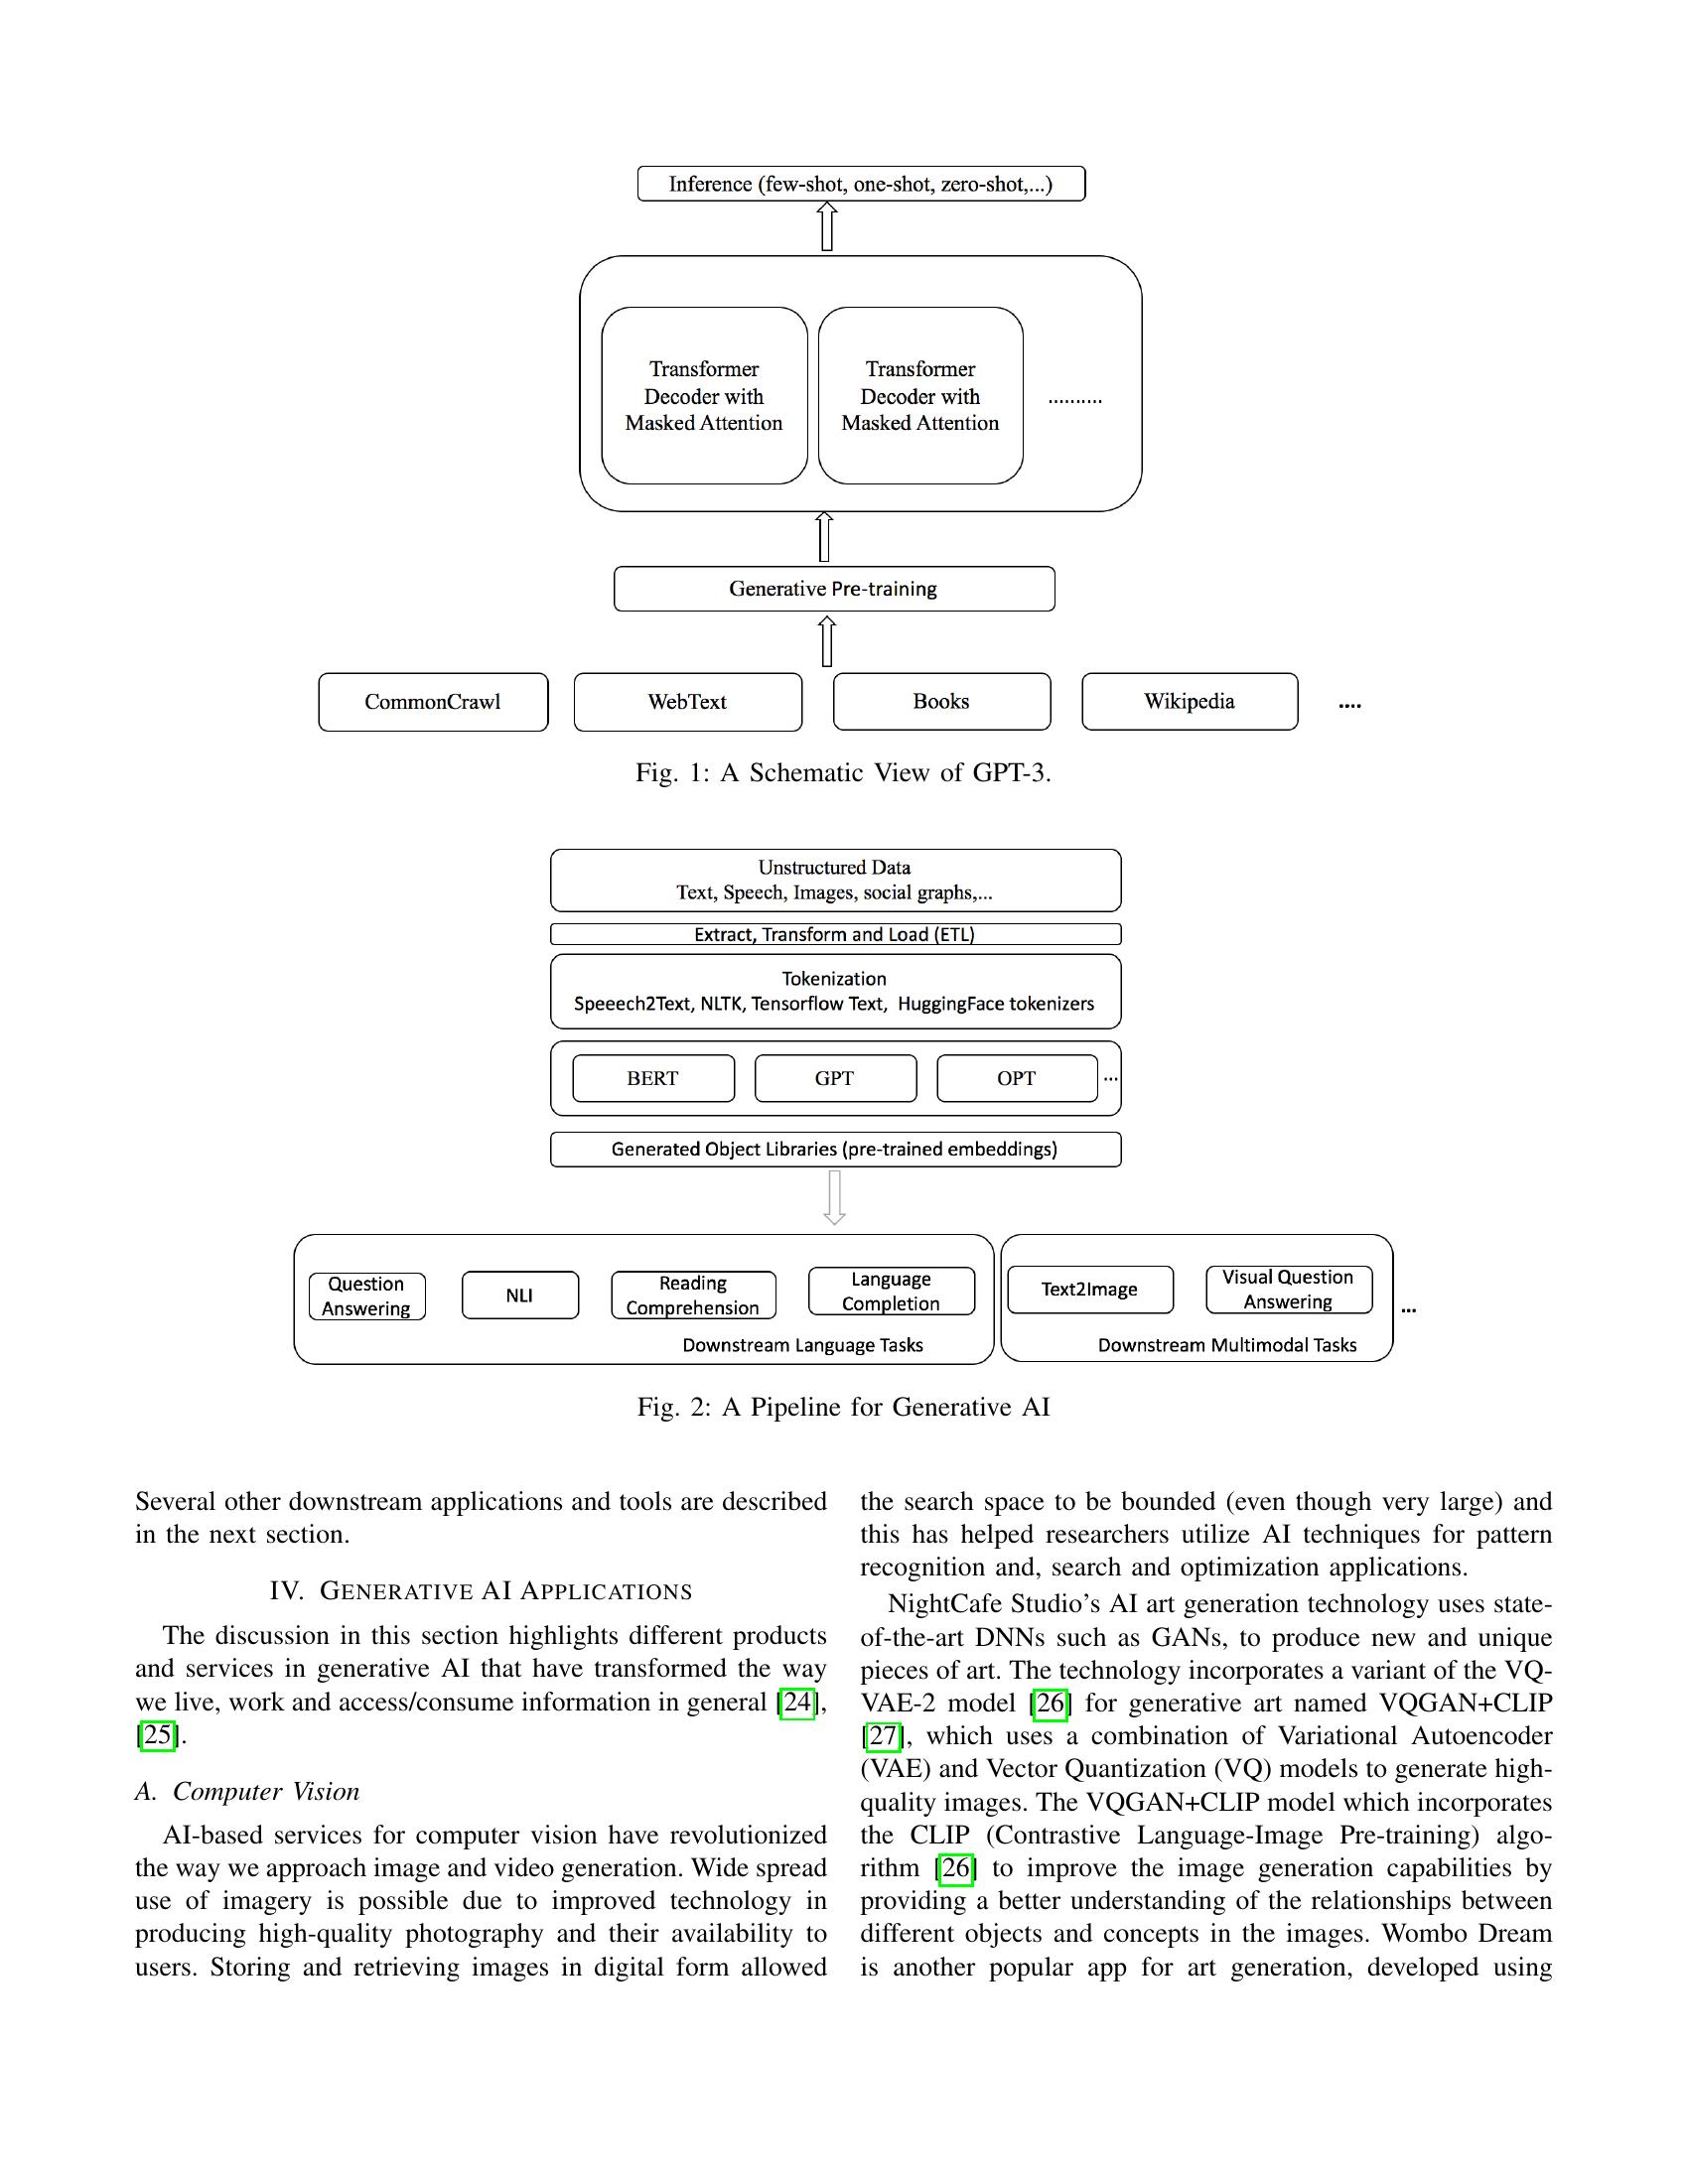 Inference (few-shot, one-shot, zero-shot,...)
Transformer
Decoder with
Masked Attention
Transformer
Decoder with
Masked Attention
..........
Generative Pre-training
CommonCrawl
WebText
Books
Wikipedia
....
Fig. 1: A Schematic View of GPT-3.
Unstructured Data
Text, Speech, Images, social graphs,...
Extract, Transform and Load (ETL)
Tokenization
Speeech2Text, NLTK, Tensorflow Text, HuggingFace tokenizers
BERT
GPT
OPT
...
Generated Object Libraries (pre-trained embeddings)
Question
Answering
NLI
Reading
Comprehension
Language
Completion
Downstream Language Tasks
Text2Image
Visual Question
Answering
Downstream Multimodal Tasks
...
Fig. 2: A Pipeline for Generative AI
Several other downstream applications and tools are described
in the next section.
IV. GENERATIVE AI APPLICATIONS
The discussion in this section highlights different products
and services in generative AI that have transformed the way
we live, work and access/consume information in general [24],
[25].
A. Computer Vision
AI-based services for computer vision have revolutionized
the way we approach image and video generation. Wide spread
use of imagery is possible due to improved technology in
producing high-quality photography and their availability to
users. Storing and retrieving images in digital form allowed
the search space to be bounded (even though very large) and
this has helped researchers utilize AI techniques for pattern
recognition and, search and optimization applications.
NightCafe Studio's AI art generation technology uses state-
of-the-art DNNs such as GANs, to produce new and unique
pieces of art. The technology incorporates a variant of the VQ-
VAE-2 model [26] for generative art named VQGAN+CLIP
[27], which uses a combination of Variational Autoencoder
(VAE) and Vector Quantization (VQ) models to generate high-
quality images. The VQGAN+CLIP model which incorporates
the CLIP (Contrastive Language-Image Pre-training) algo-
rithm [26] to improve the image generation capabilities by
providing a better understanding of the relationships between
different objects and concepts in the images. Wombo Dream
is another popular app for art generation, developed using